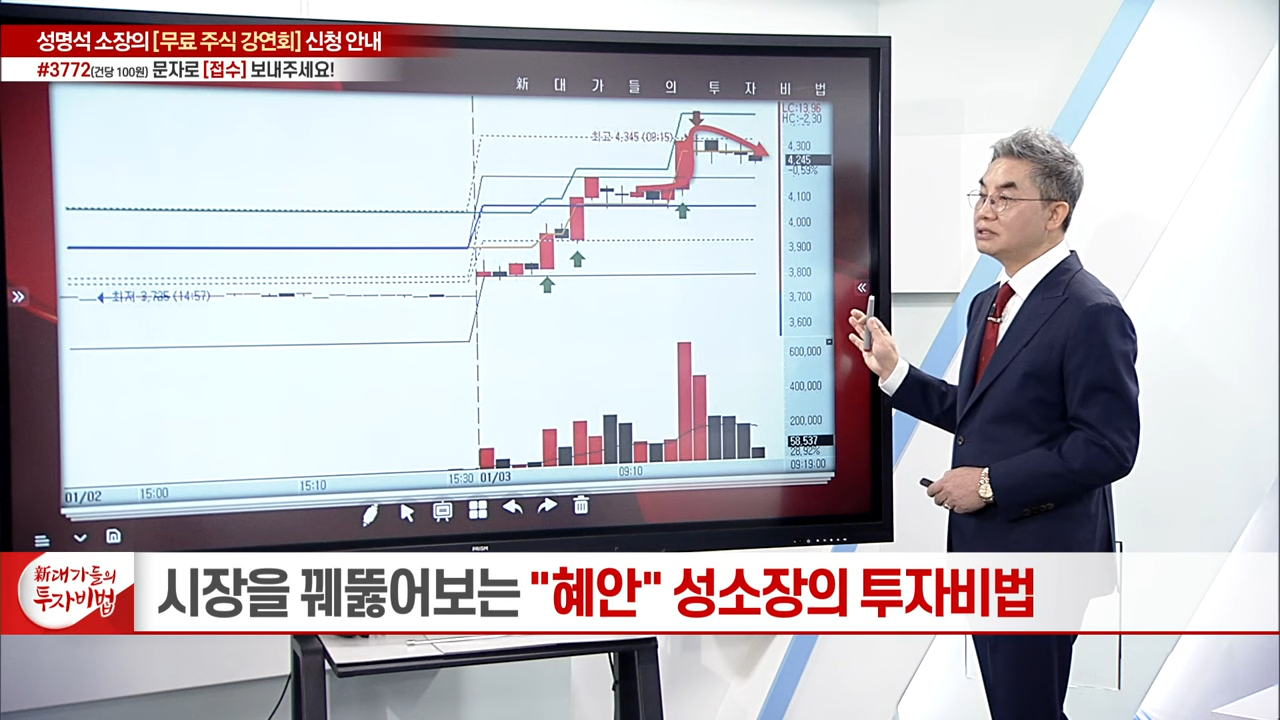 성명석 소장의 [무료 주식 강연회] 신청 안내
#3772(건당 100원) 문자로 [접수] 보내주세요!
新 대 가 들 의 투 자 비 법
LC:13.96
HC:-2.30
최고 4,345 (09:15)
4,300
4,245
-0.59%
4,100
4,000
3,900
3,800
최저 3,735 (14:57)
3,700
3,600
600,000
400,000
200,000
58,537
28.92%
09:19:00
01/02 15:00 15:10 15:30 01/03 09:10
PRISM
新대가들의
투자비법
시장을 꿰뚫어보는 "혜안" 성소장의 투자비법